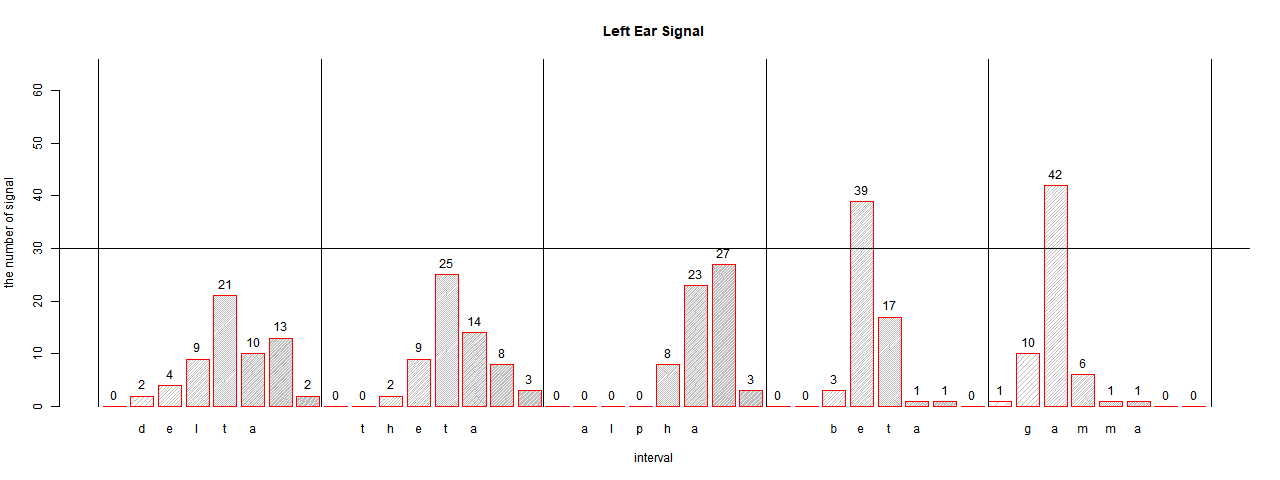 Left Ear Signal
the number of signal
60
50
40
30
20
10
0
0 2 4 9 21 10 13 2 0 0 2 9 25 14 8 3 0 0 0 0 8 23 27 3 0 0 3 39 17 1 1 0 1 10 42 6 1 1 0 0
d e l t a t h e t a a l p h a b e t a g a m m a
interval